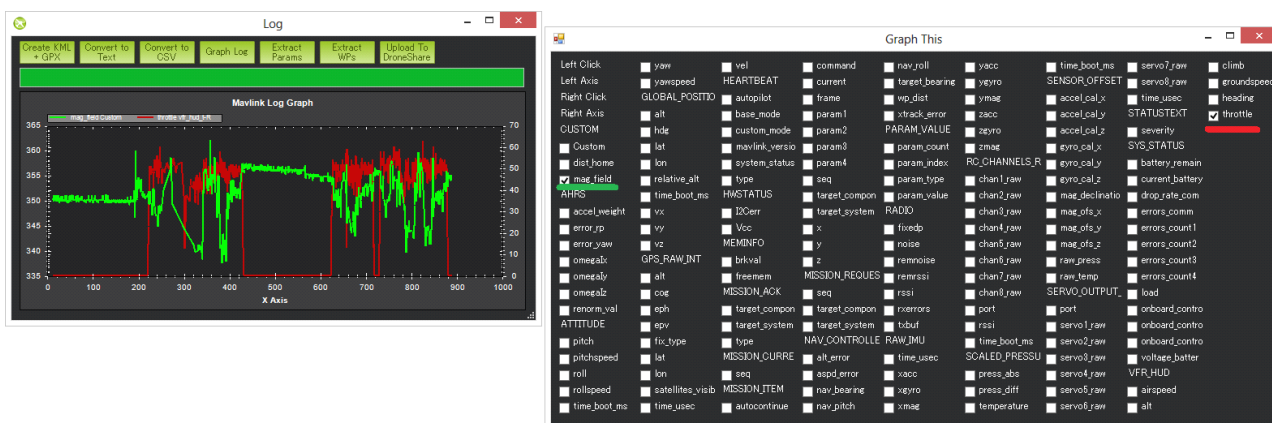 Log
Create KML + GPX
Convert to Text
Convert to CSV
Graph Log
Extract Params
Extract WPs
Upload To DroneShare
Mavlink Log Graph
mag_field Custom
throttle vfr_hud_t-R
365
360
355
350
345
340
335
70
60
50
40
30
20
10
0
0 100 200 300 400 500 600 700 800 900 1000
X Axis
Graph This
Left Click
Left Axis
Right Click
Right Axis
CUSTOM
Custom
dist_home
mag_field
AHRS
accel_weight
error_rp
error_yaw
omegaIx
omegaIy
omegaIz
renorm_val
ATTITUDE
pitch
pitchspeed
roll
rollspeed
time_boot_ms
yaw
yawspeed
GLOBAL_POSITIO
alt
hdg
lat
lon
relative_alt
time_boot_ms
vx
vy
vz
GPS_RAW_INT
alt
cog
eph
epv
fix_type
lat
lon
satellites_visib
time_usec
vel
HEARTBEAT
autopilot
base_mode
custom_mode
mavlink_versio
system_status
type
HWSTATUS
I2Cerr
Vcc
MEMINFO
brkval
freemem
MISSION_ACK
target_compon
target_system
type
MISSION_CURRE
seq
MISSION_ITEM
autocontinue
command
current
frame
param1
param2
param3
param4
seq
target_compon
target_system
x
y
z
MISSION_REQUES
seq
target_compon
target_system
NAV_CONTROLLE
alt_error
aspd_error
nav_bearing
nav_pitch
nav_roll
target_bearing
wp_dist
xtrack_error
PARAM_VALUE
param_count
param_index
param_type
param_value
RADIO
fixedp
noise
remnoise
remrssi
rssi
rxerrors
txbuf
RAW_IMU
time_usec
xacc
xgyro
xmag
yacc
ygyro
ymag
zacc
zgyro
zmag
RC_CHANNELS_R
chan1_raw
chan2_raw
chan3_raw
chan4_raw
chan5_raw
chan6_raw
chan7_raw
chan8_raw
port
rssi
time_boot_ms
SCALED_PRESSU
press_abs
press_diff
temperature
time_boot_ms
SENSOR_OFFSET
accel_cal_x
accel_cal_y
accel_cal_z
gyro_cal_x
gyro_cal_y
gyro_cal_z
mag_declinatio
mag_ofs_x
mag_ofs_y
mag_ofs_z
raw_press
raw_temp
SERVO_OUTPUT_
port
servo1_raw
servo2_raw
servo3_raw
servo4_raw
servo5_raw
servo6_raw
servo7_raw
servo8_raw
time_usec
STATUSTEXT
severity
SYS_STATUS
battery_remain
current_battery
drop_rate_com
errors_comm
errors_count1
errors_count2
errors_count3
errors_count4
load
onboard_contro
onboard_contro
onboard_contro
voltage_batter
VFR_HUD
airspeed
alt
climb
groundspeed
heading
throttle